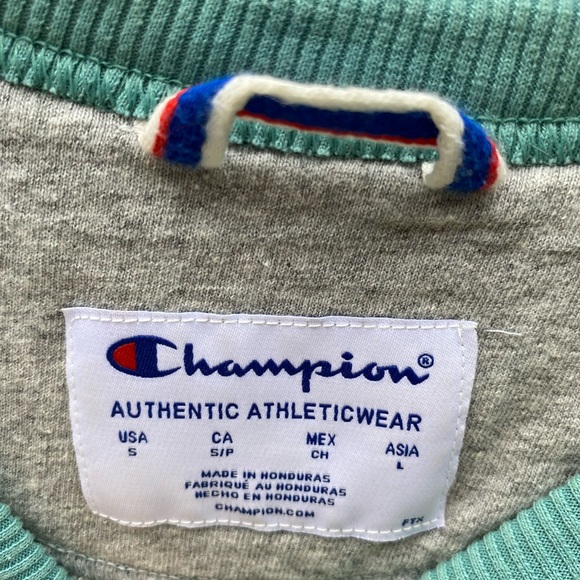 Champion®
AUTHENTIC ATHLETICWEAR
USA CA MEX ASIA
S S/P CH L
MADE IN HONDURAS
FABRIQUÉ AU HONDURAS
HECHO EN HONDURAS
CHAMPION.COM
FTX